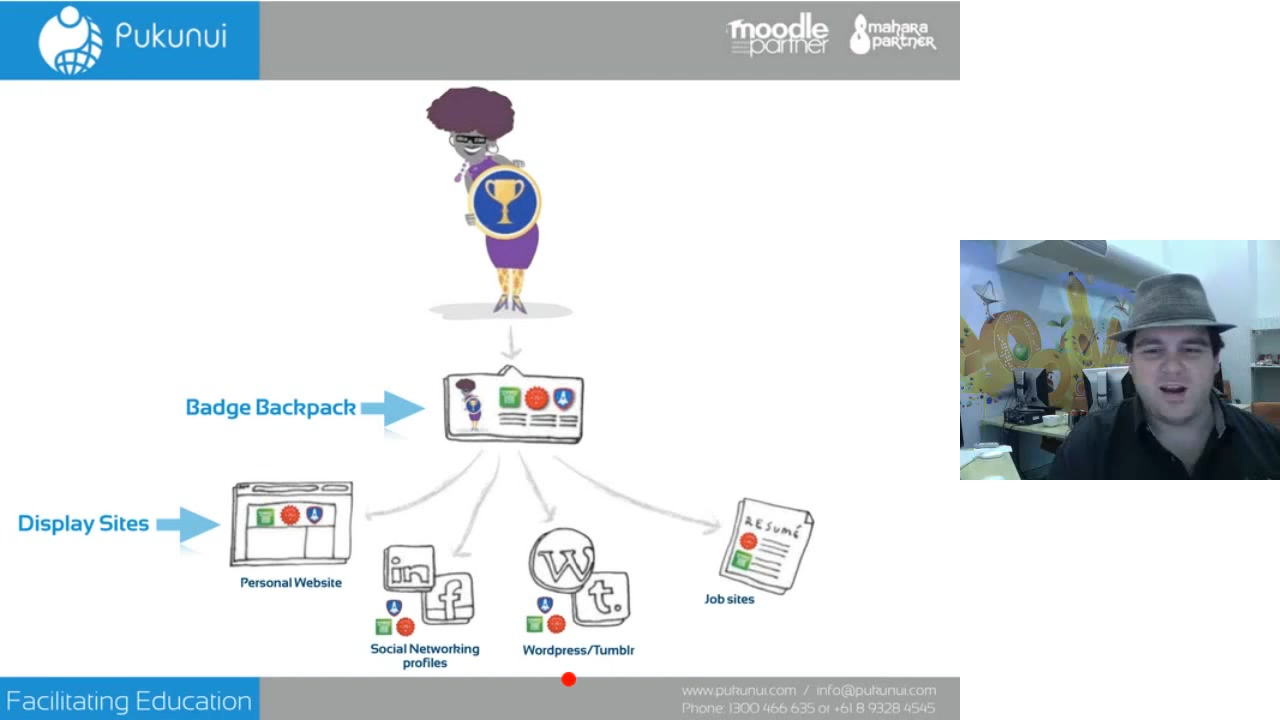 Pukunui
moodle
partner
mahara
partner
Badge Backpack
Display Sites
RESUMÉ
Personal Website
in
f
W
t.
Job sites
Social Networking
profiles
Wordpress/Tumblr
Facilitating Education
www.pukunui.com / info@pukunui.com
Phone: 1300 466 635 or +61 8 9328 4545